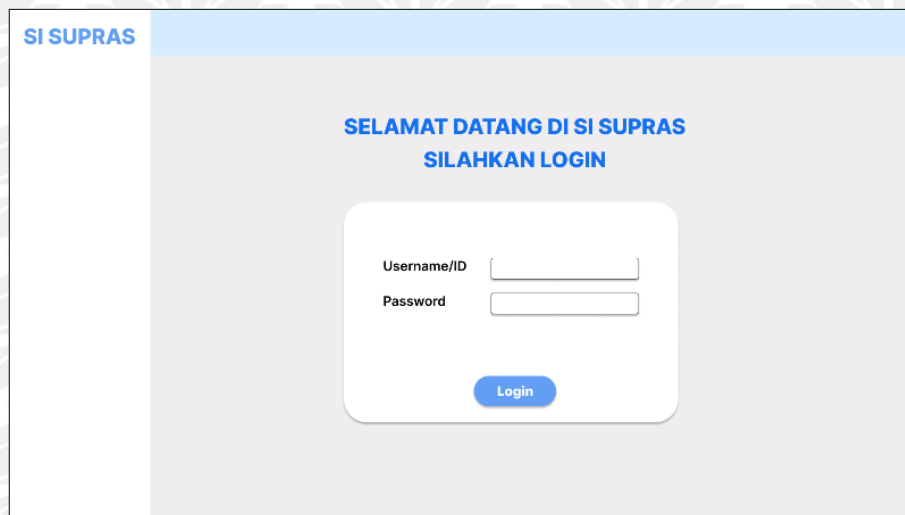 SI SUPRAS
SELAMAT DATANG DI SI SUPRAS
SILAHKAN LOGIN
Username/ID
Password
Login